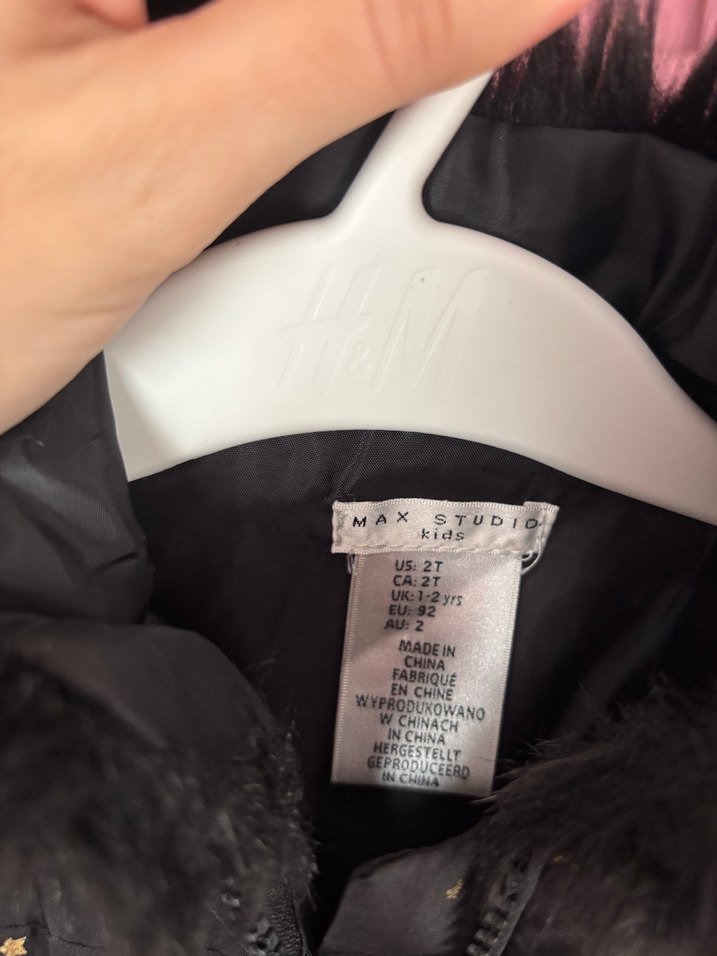 H&M
MAX STUDIO
kids
US: 2T
CA: 2T
UK: 1-2 yrs
EU: 92
AU: 2
MADE IN
CHINA
FABRIQUÉ
EN CHINE
WYPRODUKOWANO
W CHINACH
IN CHINA
HERGESTELLT
GEPRODUCEERD
IN CHINA